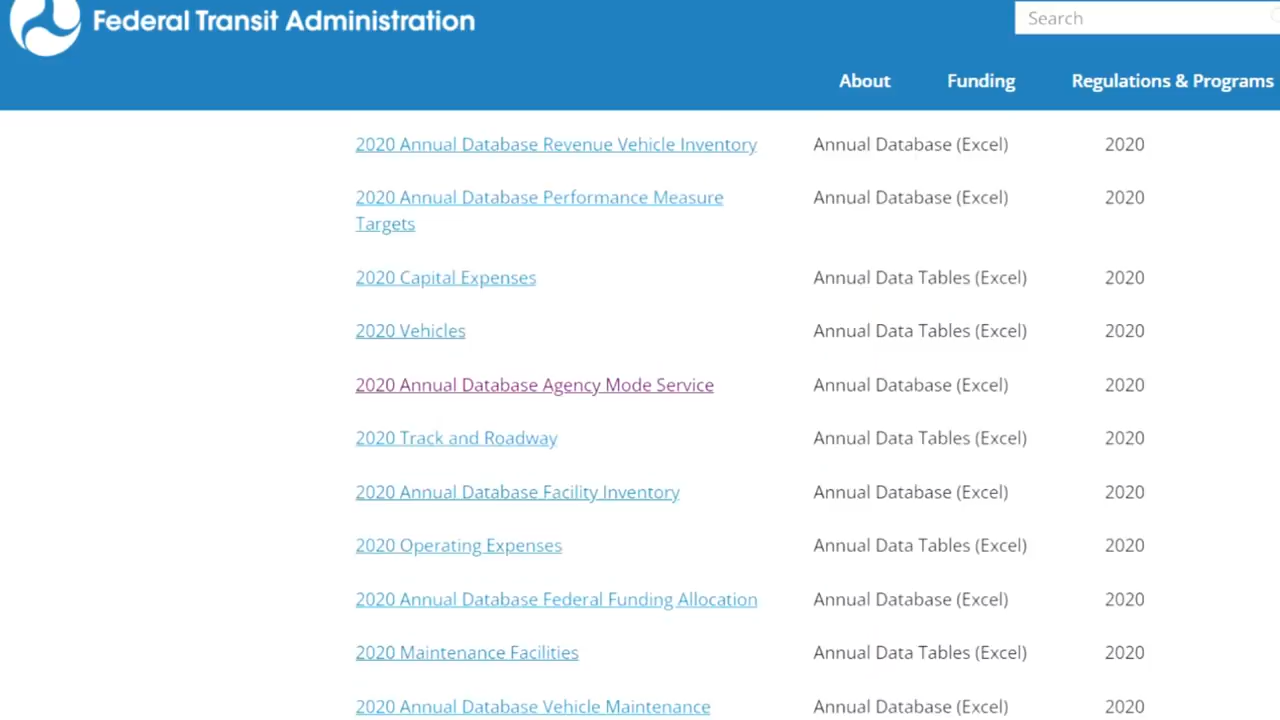 Federal Transit Administration
Search
About Funding Regulations & Programs
2020 Annual Database Revenue Vehicle Inventory Annual Database (Excel) 2020
2020 Annual Database Performance Measure Annual Database (Excel) 2020
Targets
2020 Capital Expenses Annual Data Tables (Excel) 2020
2020 Vehicles Annual Data Tables (Excel) 2020
2020 Annual Database Agency Mode Service Annual Database (Excel) 2020
2020 Track and Roadway Annual Data Tables (Excel) 2020
2020 Annual Database Facility Inventory Annual Database (Excel) 2020
2020 Operating Expenses Annual Data Tables (Excel) 2020
2020 Annual Database Federal Funding Allocation Annual Database (Excel) 2020
2020 Maintenance Facilities Annual Data Tables (Excel) 2020
2020 Annual Database Vehicle Maintenance Annual Database (Excel) 2020